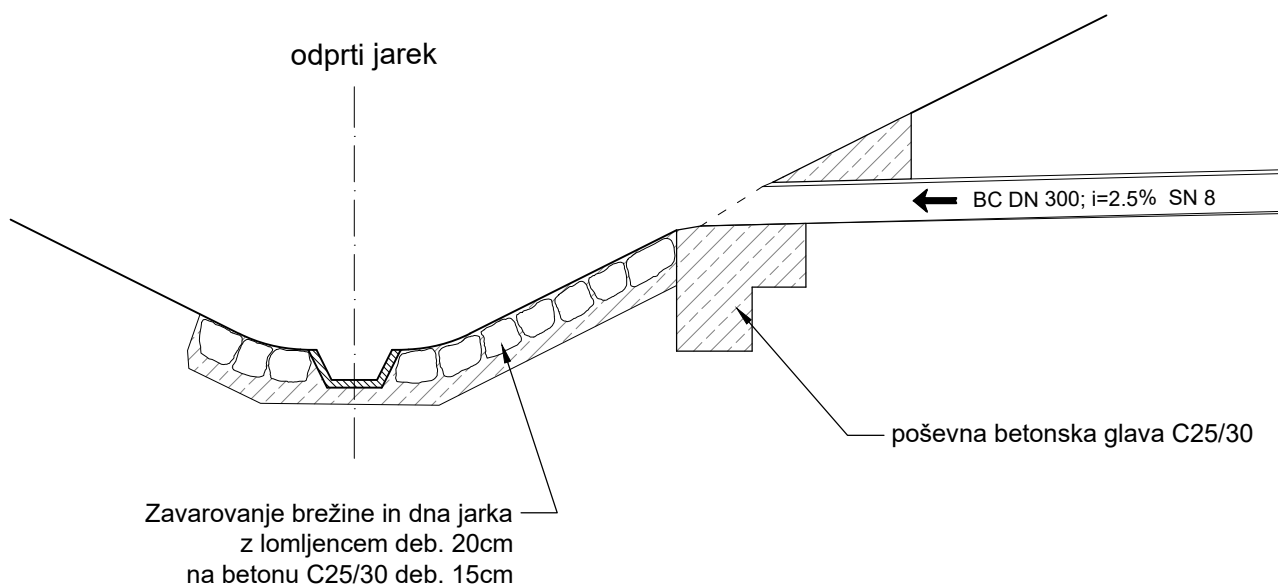 odprti jarek
BC DN 300; i=2.5% SN 8
poševna betonska glava C25/30
Zavarovanje brežine in dna jarka
z lomljencem deb. 20cm
na betonu C25/30 deb. 15cm